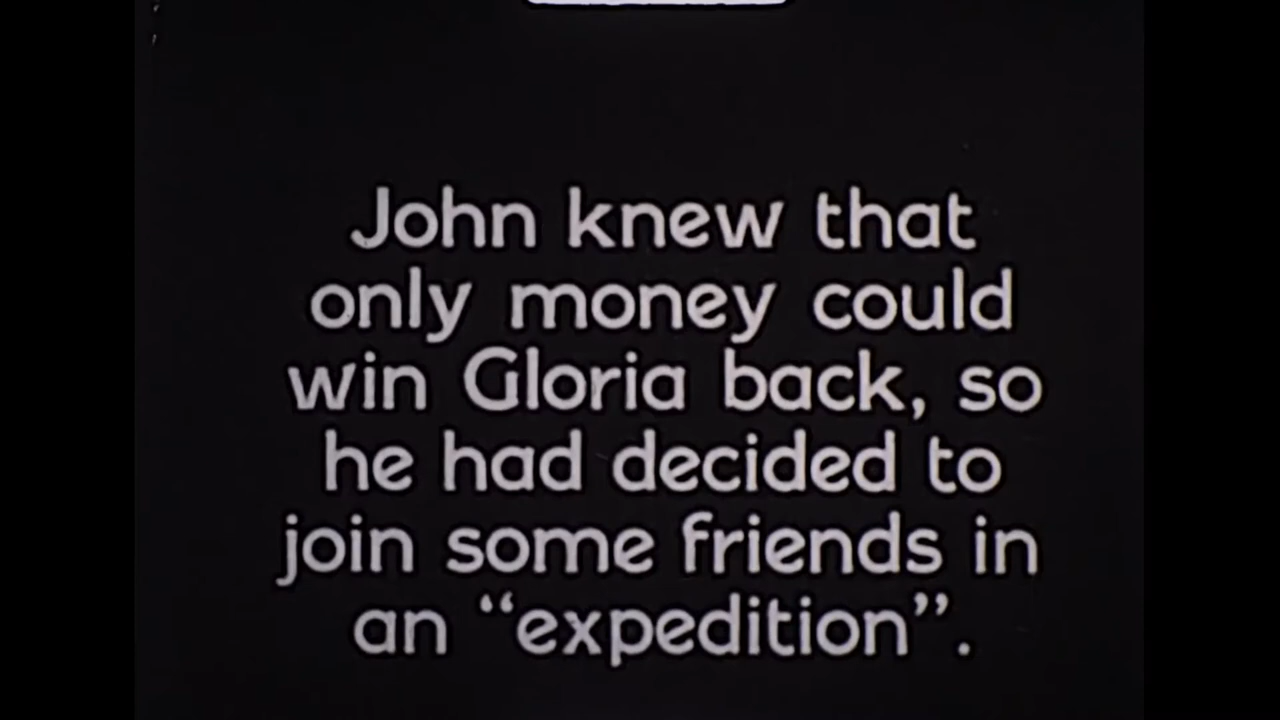 John knew that
only money could
win Gloria back, so
he had decided to
join some friends in
an “expedition”.